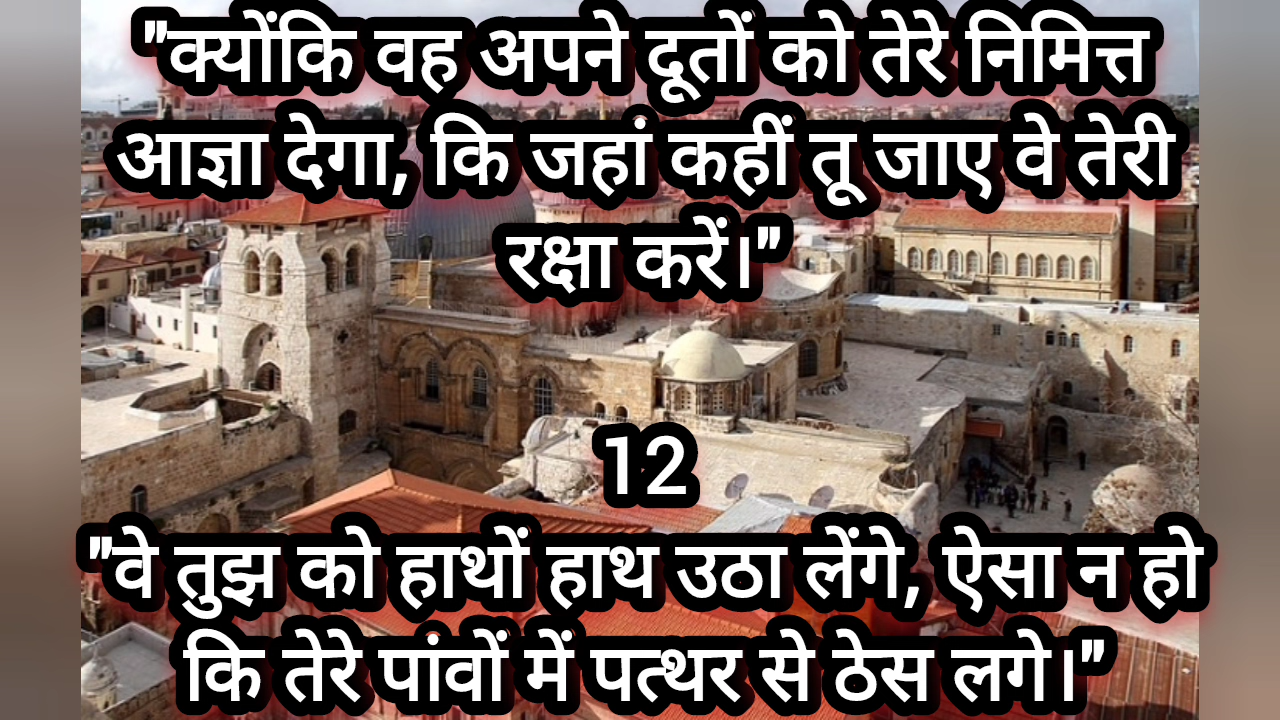 "क्योंकि वह अपने दूतों को तेरे निमित्त
आज्ञा देगा, कि जहां कहीं तू जाए वे तेरी
रक्षा करें।"
12
"वे तुझ को हाथों हाथ उठा लेंगे, ऐसा न हो
कि तेरे पांवों में पत्थर से ठेस लगे।"